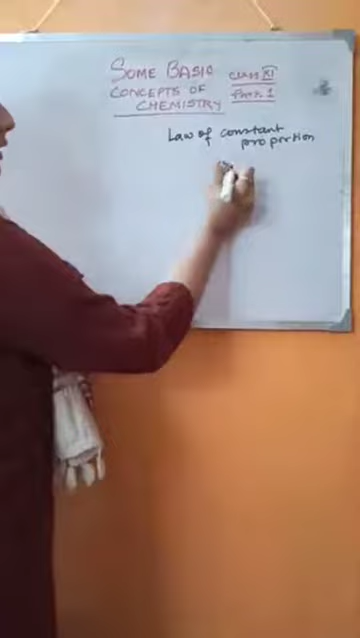 SOME BASIC CLASS XI
CONCEPTS OF Part 1
CHEMISTRY
Law of constant
proportion